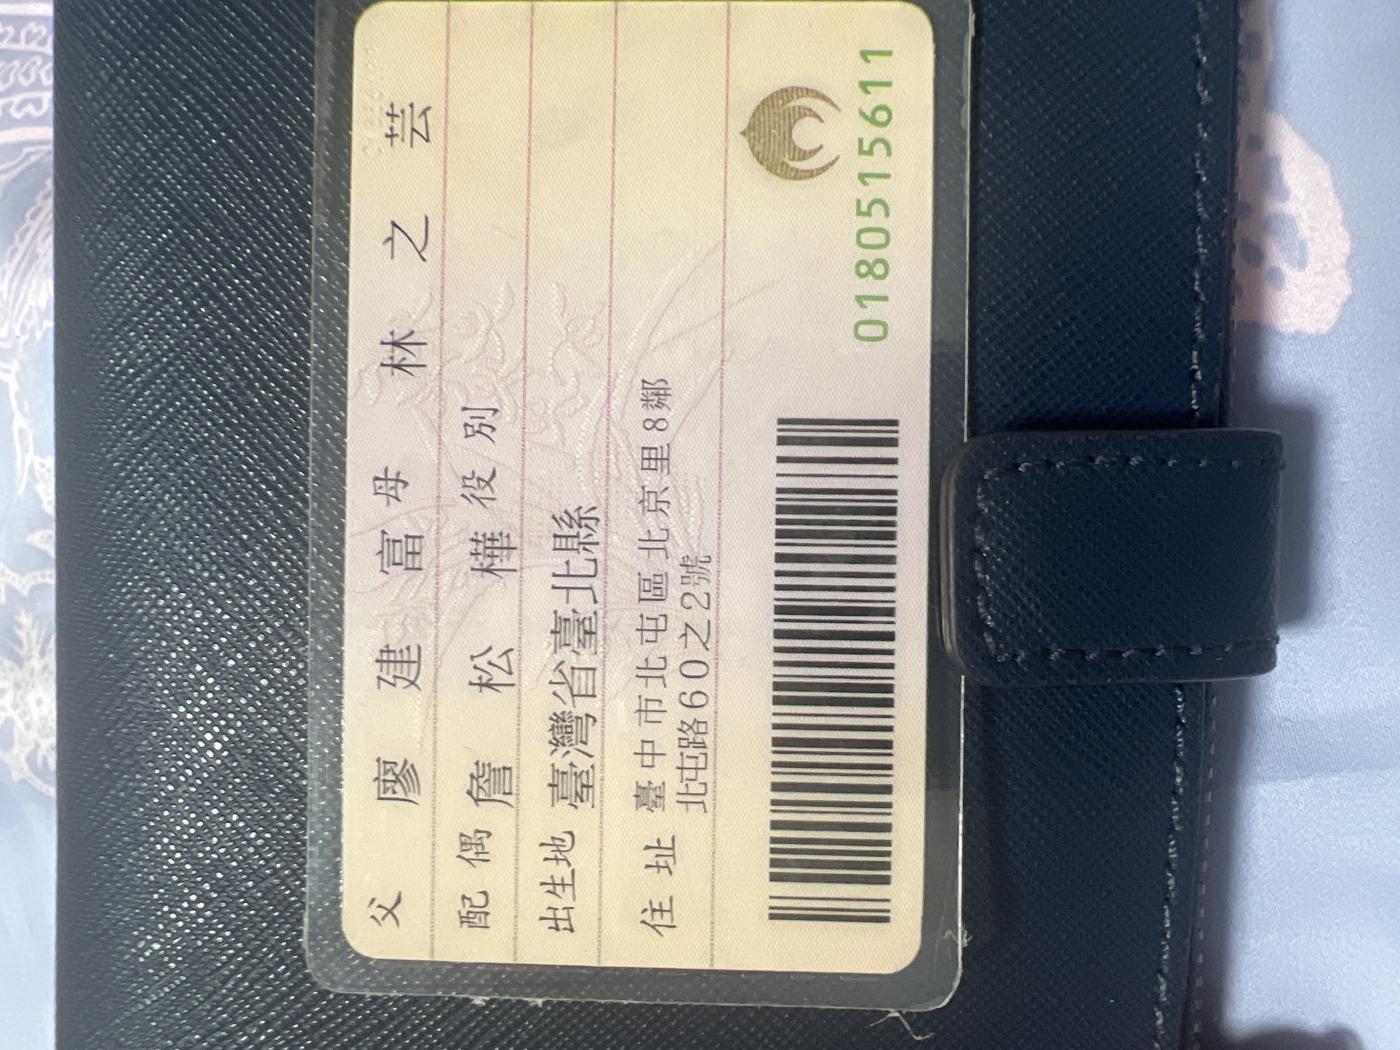 父 廖建富 母 林之芸
配偶 詹松樺 役別
出生地 臺灣省臺北縣
住址 臺中市北屯區北京里8鄰
北屯路660之2號
0180515611